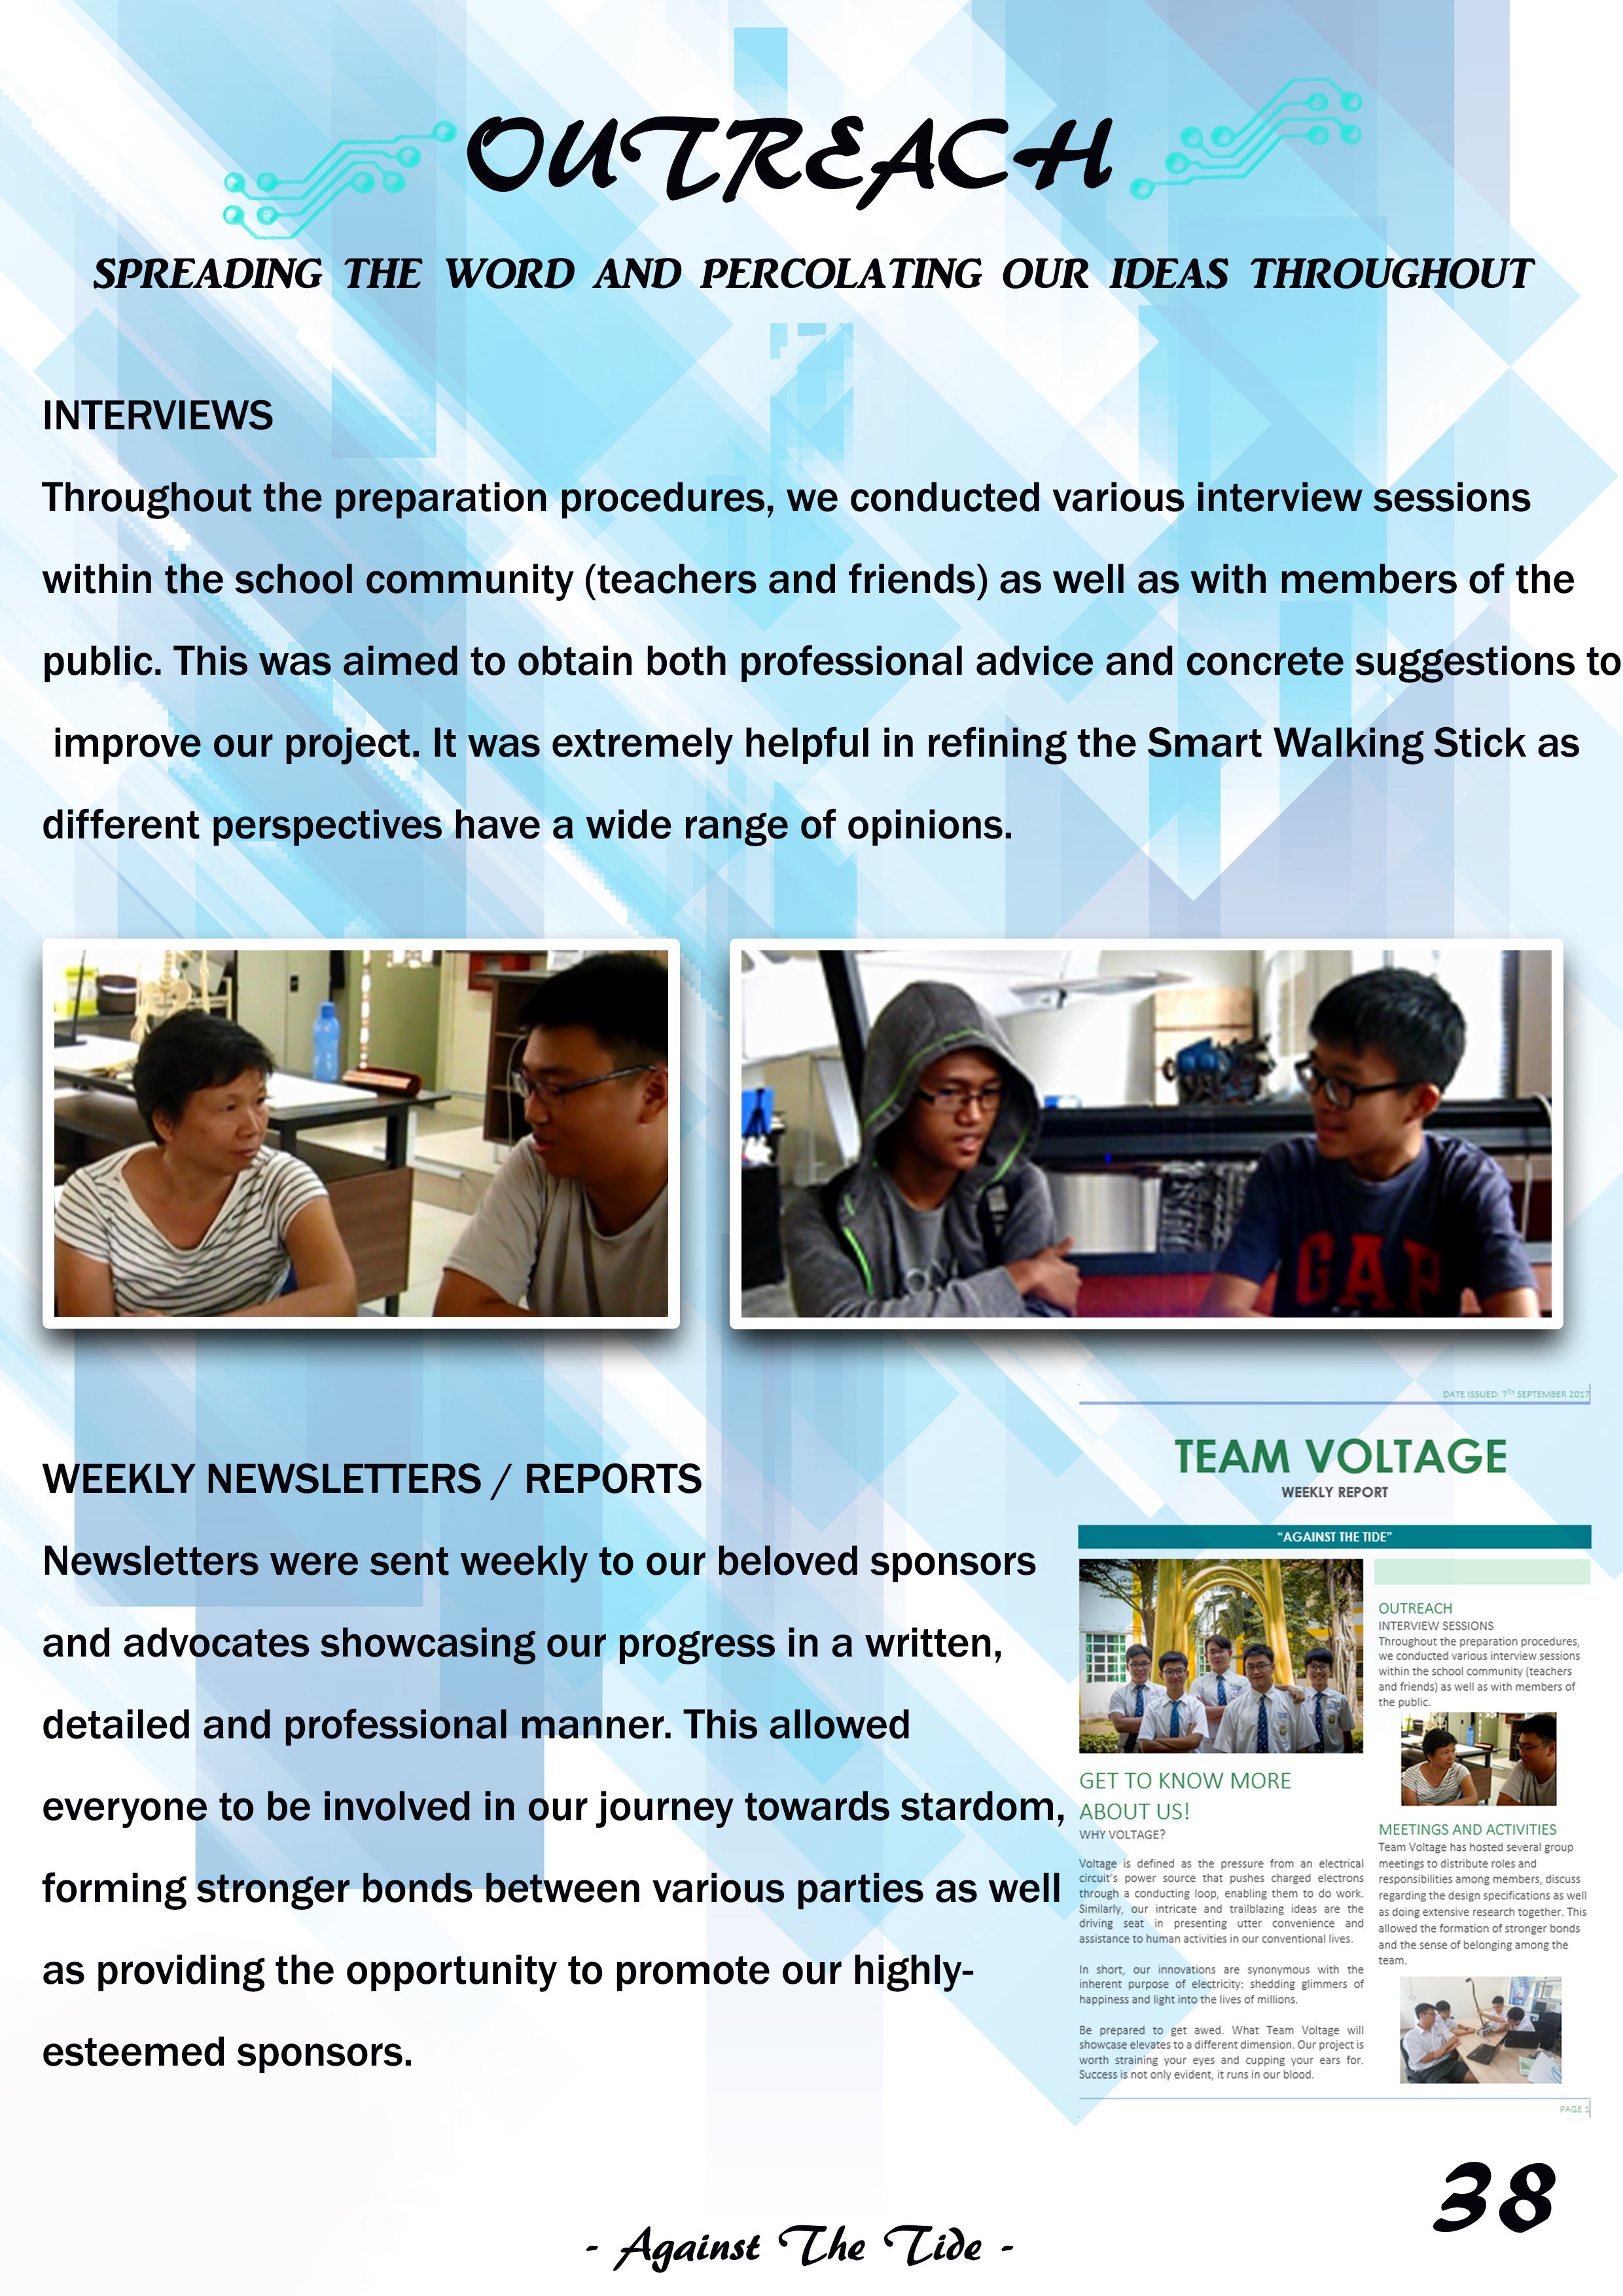 OUTREACH
SPREADING THE WORD AND PERCOLATING OUR IDEAS THROUGHOUT
INTERVIEWS
Throughout the preparation procedures, we conducted various interview sessions
within the school community (teachers and friends) as well as with members of the
public. This was aimed to obtain both professional advice and concrete suggestions to
improve our project. It was extremely helpful in refining the Smart Walking Stick as
different perspectives have a wide range of opinions.
GAP
WEEKLY NEWSLETTERS / REPORTS
Newsletters were sent weekly to our beloved sponsors
and advocates showcasing our progress in a written,
detailed and professional manner. This allowed
everyone to be involved in our journey towards stardom,
forming stronger bonds between various parties as well
as providing the opportunity to promote our highly-
esteemed sponsors.
DATE ISSUED: 7TH SEPTEMBER 2017
TEAM VOLTAGE
WEEKLY REPORT
“AGAINST THE TIDE”
GET TO KNOW MORE
ABOUT US!
WHY VOLTAGE?
Voltage is defined as the pressure from an electrical
circuit's power source that pushes charged electrons
through a conducting loop, enabling them to do work.
Similarly, our intricate and trailblazing ideas are the
driving seat in presenting utter convenience and
assistance to human activities in our conventional lives.
In short, our innovations are synonymous with the
inherent purpose of electricity: shedding glimmers of
happiness and light into the lives of millions.
Be prepared to get awed. What Team Voltage will
showcase elevates to a different dimension. Our project is
worth straining your eyes and cupping your ears for.
Success is not only evident, it runs in our blood.
OUTREACH
INTERVIEW SESSIONS
Throughout the preparation procedures,
we conducted various interview sessions
within the school community (teachers
and friends) as well as with members of
the public.
MEETINGS AND ACTIVITIES
Team Voltage has hosted several group
meetings to distribute roles and
responsibilities among members, discuss
regarding the design specifications as well
as doing extensive research together. This
allowed the formation of stronger bonds
and the sense of belonging among the
team.
PAGE 1
38
- Against The Tide -